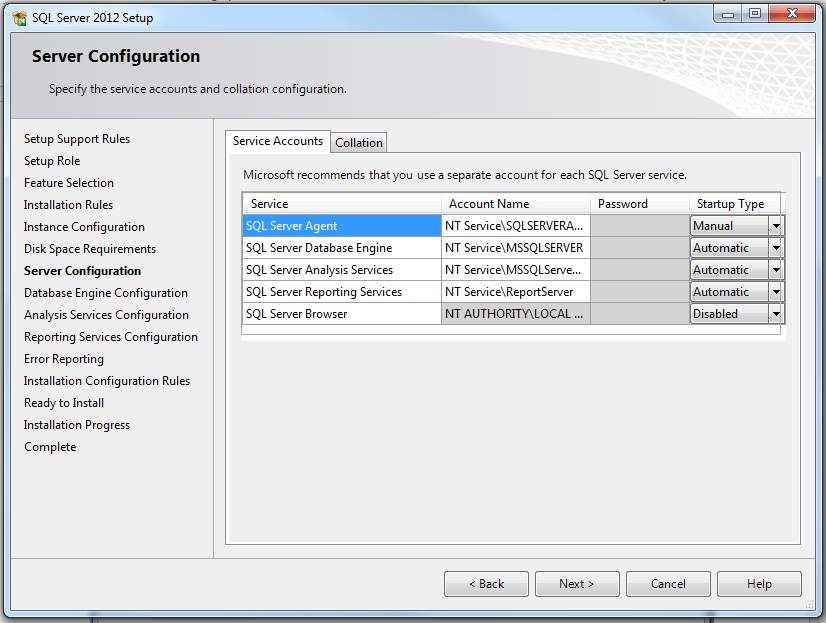 SQL Server 2012 Setup
Server Configuration
Specify the service accounts and collation configuration.
Setup Support Rules
Setup Role
Feature Selection
Installation Rules
Instance Configuration
Disk Space Requirements
Server Configuration
Database Engine Configuration
Analysis Services Configuration
Reporting Services Configuration
Error Reporting
Installation Configuration Rules
Ready to Install
Installation Progress
Complete
Service Accounts Collation
Microsoft recommends that you use a separate account for each SQL Server service.
Service Account Name Password Startup Type
SQL Server Agent NT Service\SQLSERVERA... Manual
SQL Server Database Engine NT Service\MSSQLSERVER Automatic
SQL Server Analysis Services NT Service\MSSQLServe... Automatic
SQL Server Reporting Services NT Service\ReportServer Automatic
SQL Server Browser NT AUTHORITY\LOCAL ... Disabled
< Back Next > Cancel Help